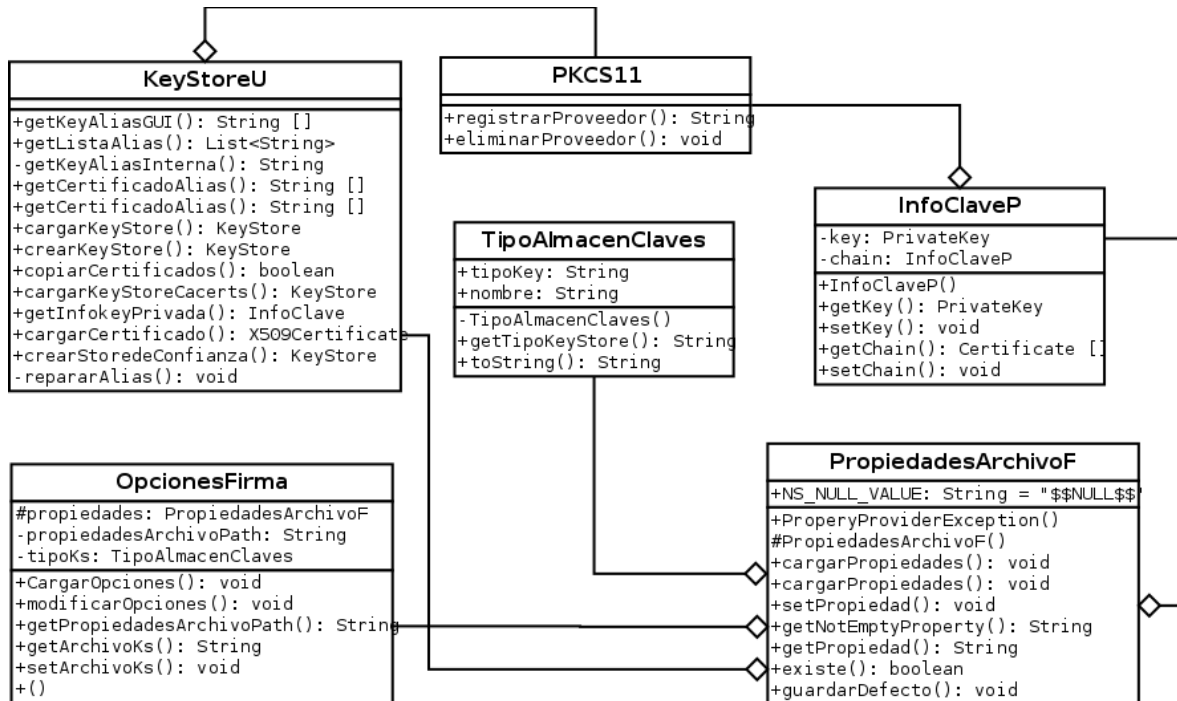 KeyStoreU
+getKeyAliasGUI(): String []
+getListaAlias(): List<String>
-getKeyAliasInterna(): String
+getCertificadoAlias(): String []
+getCertificadoAlias(): String []
+cargarKeyStore(): KeyStore
+crearKeyStore(): KeyStore
+copiarCertificados(): boolean
+cargarKeyStoreCacerts(): KeyStore
+getInfokeyPrivada(): InfoClave
+cargarCertificado(): X509Certificate
+crearStoredeConfianza(): KeyStore
-repararAlias(): void
PKCS11
+registrarProveedor(): String
+eliminarProveedor(): void
InfoClaveP
-key: PrivateKey
-chain: InfoClaveP
+InfoClaveP()
+getKey(): PrivateKey
+setKey(): void
+getChain(): Certificate []
+setChain(): void
TipoAlmacenClaves
+tipoKey: String
+nombre: String
-TipoAlmacenClaves()
+getTipoKeyStore(): String
+toString(): String
OpcionesFirma
#propiedades: PropiedadesArchivoF
-propiedadesArchivoPath: String
-tipoKs: TipoAlmacenClaves
+CargarOpciones(): void
+modificarOpciones(): void
+getPropiedadesArchivoPath(): String
+getArchivoKs(): String
+setArchivoKs(): void
+()
PropiedadesArchivoF
+NS_NULL_VALUE: String = "$$NULL$$"
+ProperyProviderException()
#PropiedadesArchivoF()
+cargarPropiedades(): void
+cargarPropiedades(): void
+setPropiedad(): void
+getNotEmptyProperty(): String
+getPropiedad(): String
+existe(): boolean
+guardarDefecto(): void